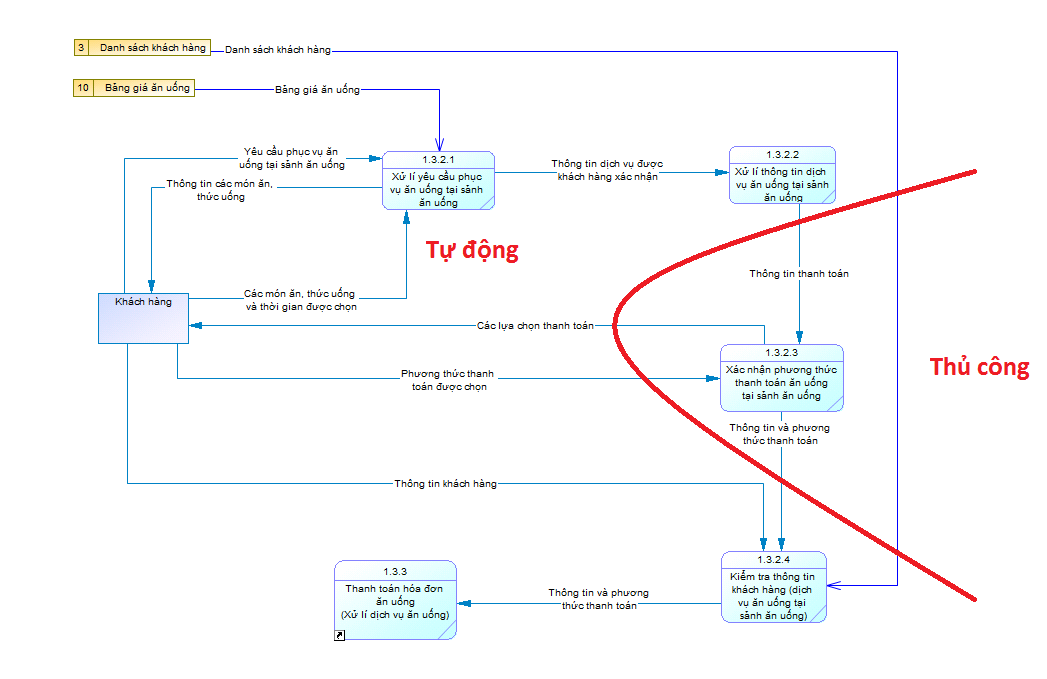 3 Danh sách khách hàng
Danh sách khách hàng
10 Bảng giá ăn uống
Bảng giá ăn uống
Yêu cầu phục vụ ăn
uống tại sảnh ăn uống
1.3.2.1
Xử lí yêu cầu phục
vụ ăn uống tại sảnh
ăn uống
Thông tin dịch vụ được
khách hàng xác nhận
1.3.2.2
Xử lí thông tin dịch
vụ ăn uống tại sảnh
ăn uống
Thông tin các món ăn,
thức uống
Tự động
Thông tin thanh toán
Khách hàng
Các món ăn, thức uống
và thời gian được chọn
Các lựa chọn thanh toán
1.3.2.3
Xác nhận phương thức
thanh toán ăn uống
tại sảnh ăn uống
Thủ công
Phương thức thanh
toán được chọn
Thông tin và phương
thức thanh toán
Thông tin khách hàng
1.3.2.4
Kiểm tra thông tin
khách hàng (dịch
vụ ăn uống tại
sảnh ăn uống)
1.3.3
Thanh toán hóa đơn
ăn uống
(Xử lí dịch vụ ăn uống)
Thông tin và phương
thức thanh toán